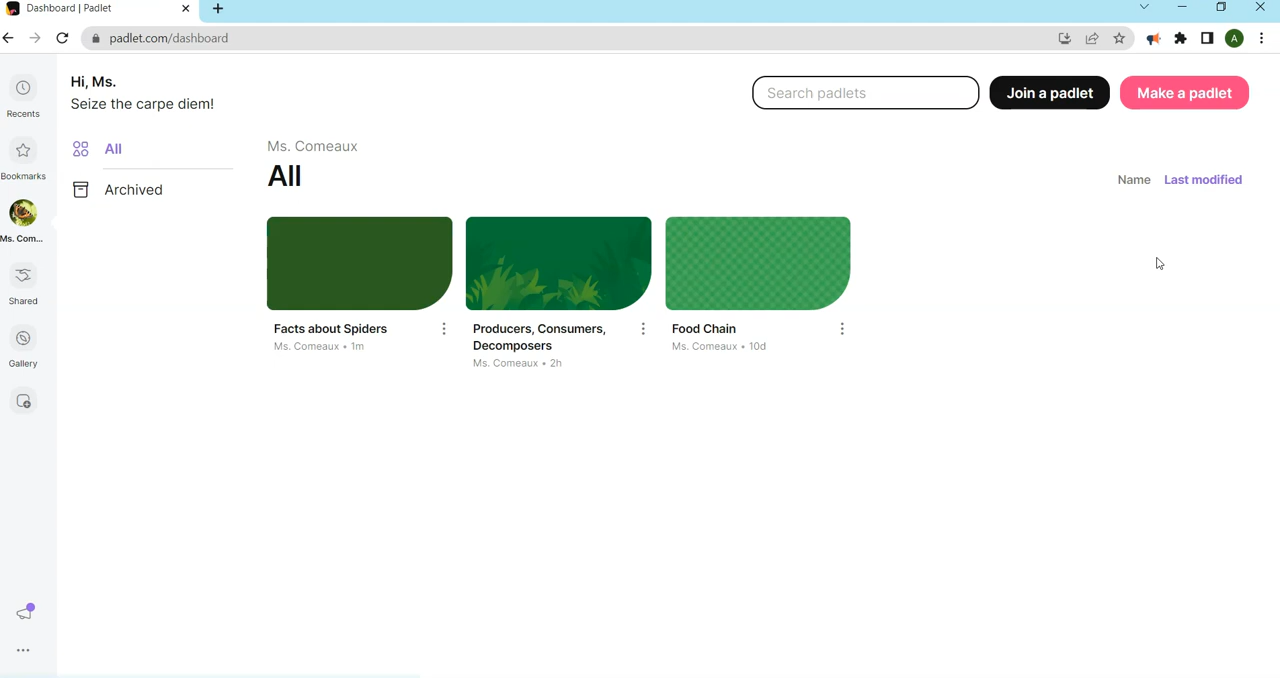 Dashboard | Padlet
padlet.com/dashboard
A
Hi, Ms.
Seize the carpe diem!
Search padlets
Join a padlet
Make a padlet
Recents
Bookmarks
Ms. Com...
Shared
Gallery
All
Archived
Ms. Comeaux
All
Name Last modified
Facts about Spiders
Ms. Comeaux • 1m
Producers, Consumers,
Decomposers
Ms. Comeaux • 2h
Food Chain
Ms. Comeaux • 10d